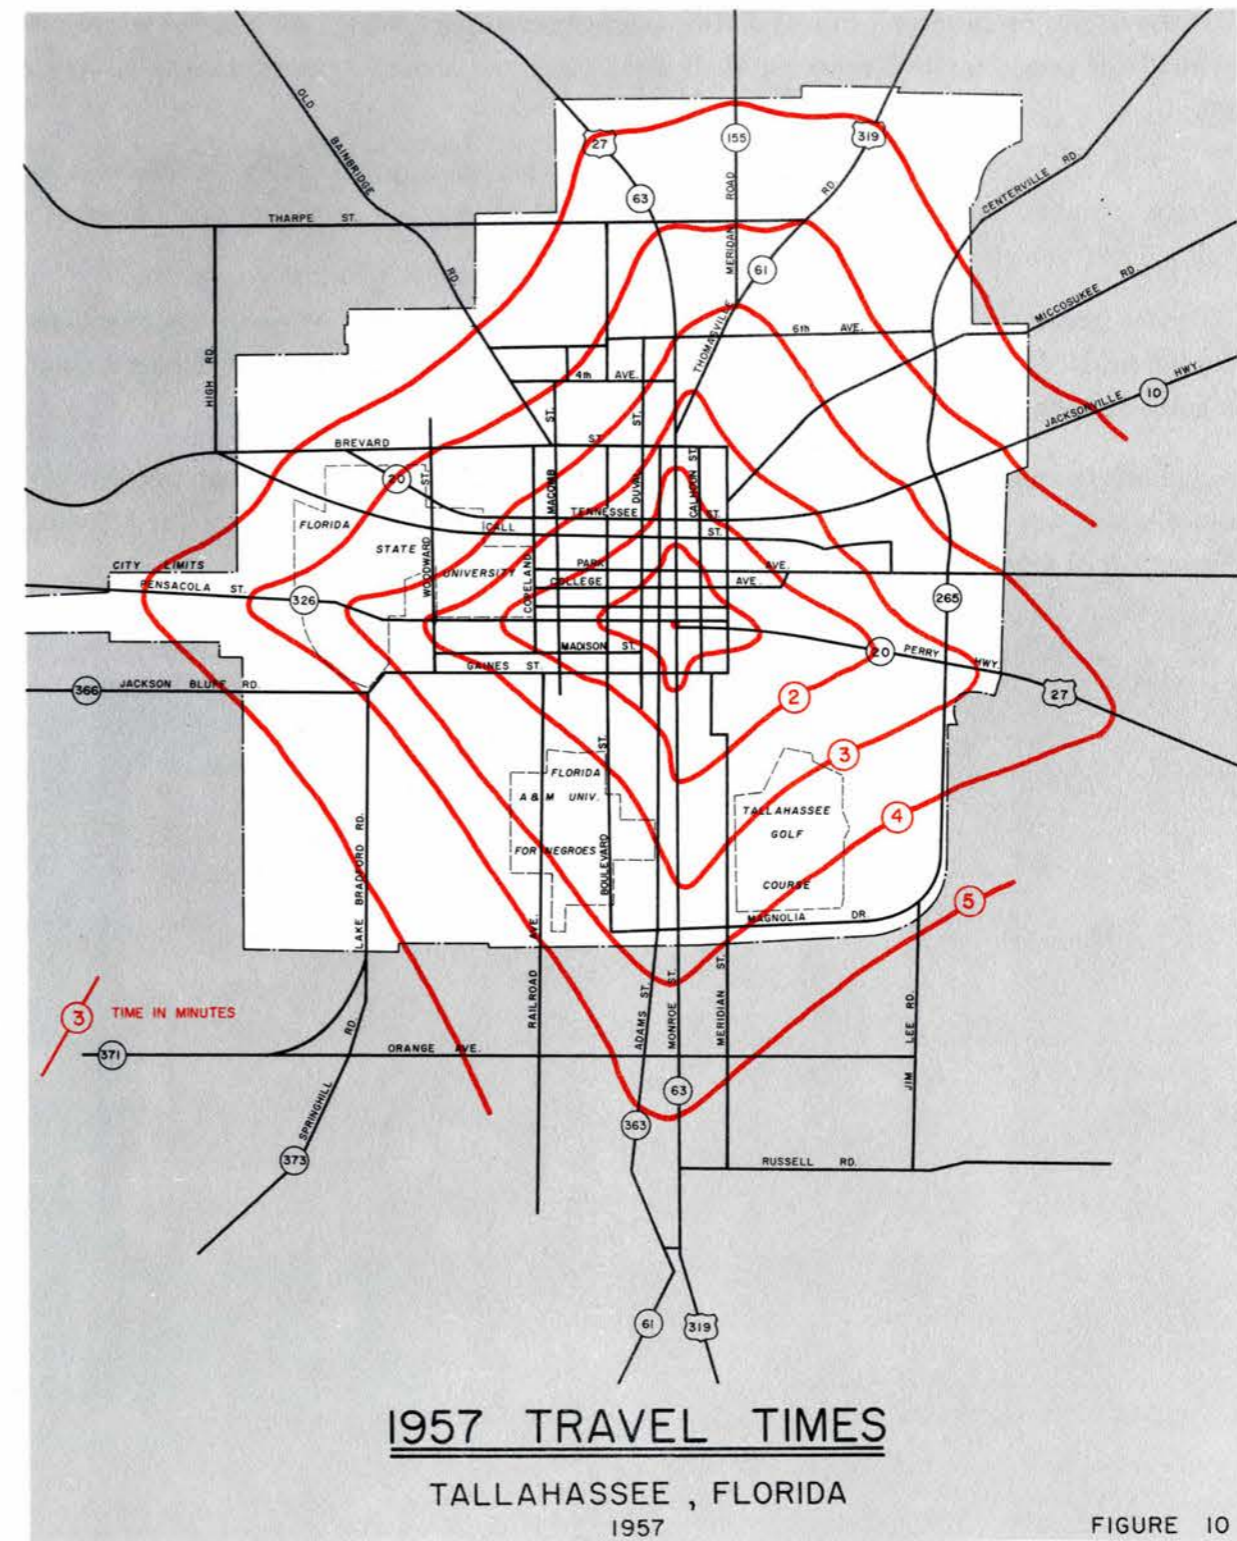 OLD BAINBRIDGE RD.
27
155
319
63
MERIDIAN ROAD
RD.
CENTERVILLE RD.
THARPE ST.
61
MICCOSUKEE RD.
THOMASVILLE
6th AVE.
HIGH RD.
4th AVE.
JACKSONVILLE HWY.
10
BREVARD ST.
20
MACOMB ST.
DUVAL ST.
CALHOUN ST.
TENNESSEE ST.
FLORIDA
STATE
UNIVERSITY
CALL ST.
WOODWARD ST.
COPELAND
CITY LIMITS
PARK AVE.
COLLEGE AVE.
PENSACOLA ST.
326
265
MADISON ST.
20
PERRY HWY.
GAINES ST.
366
JACKSON BLUFF RD.
27
2
3
4
5
FLORIDA
A & M UNIV.
FOR NEGROES
BOULEVARD ST.
TALLAHASSEE
GOLF
COURSE
LAKE BRADFORD RD.
MAGNOLIA DR.
RAILROAD AVE.
ADAMS ST.
MONROE ST.
MERIDIAN ST.
JIM LEE RD.
3
TIME IN MINUTES
371
ORANGE AVE.
SPRINGHILL RD.
63
363
373
RUSSELL RD.
61
319
1957 TRAVEL TIMES
TALLAHASSEE , FLORIDA
1957
FIGURE 10